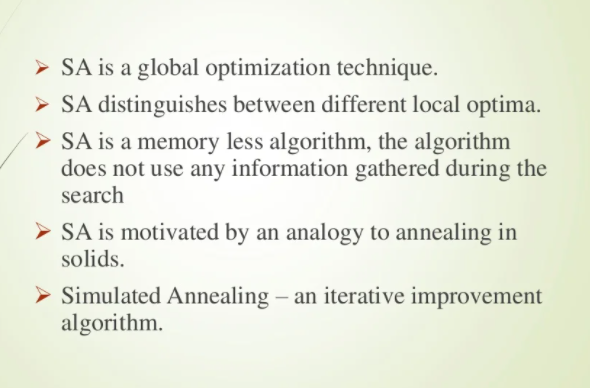 SA is a global optimization technique.
SA distinguishes between different local optima.
SA is a memory less algorithm, the algorithm
does not use any information gathered during the
search
SA is motivated by an analogy to annealing in
solids.
Simulated Annealing – an iterative improvement
algorithm.